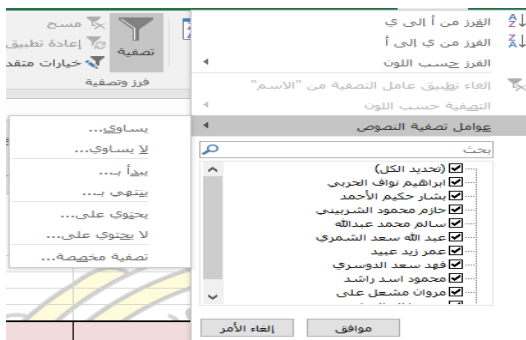 مسح
إعادة تطبيق
خيارات متقد
تصفية
فرز وتصفية
الفرز من أ إلى ي
الفرز من ي إلى أ
الفرز حسب اللون
إلغاء تطبيق عامل التصفية من "الاسم"
التصفية حسب اللون
عوامل تصفية النصوص
يساوي...
لا يساوي...
يبدأ بـ...
ينتهي بـ...
يحتوي على...
لا يحتوي على...
تصفية مخصصة...
بحث
(تحديد الكل)
ابراهيم نواف الحربي
بشار حكيم الأحمد
حازم محمود الشربيني
سالم محمد عبدالله
عبد الله سعد الشمري
عمر زيد عبيد
فهد سعد الدوسري
محمود اسد راشد
مروان مشعل على
موافق
إلغاء الأمر